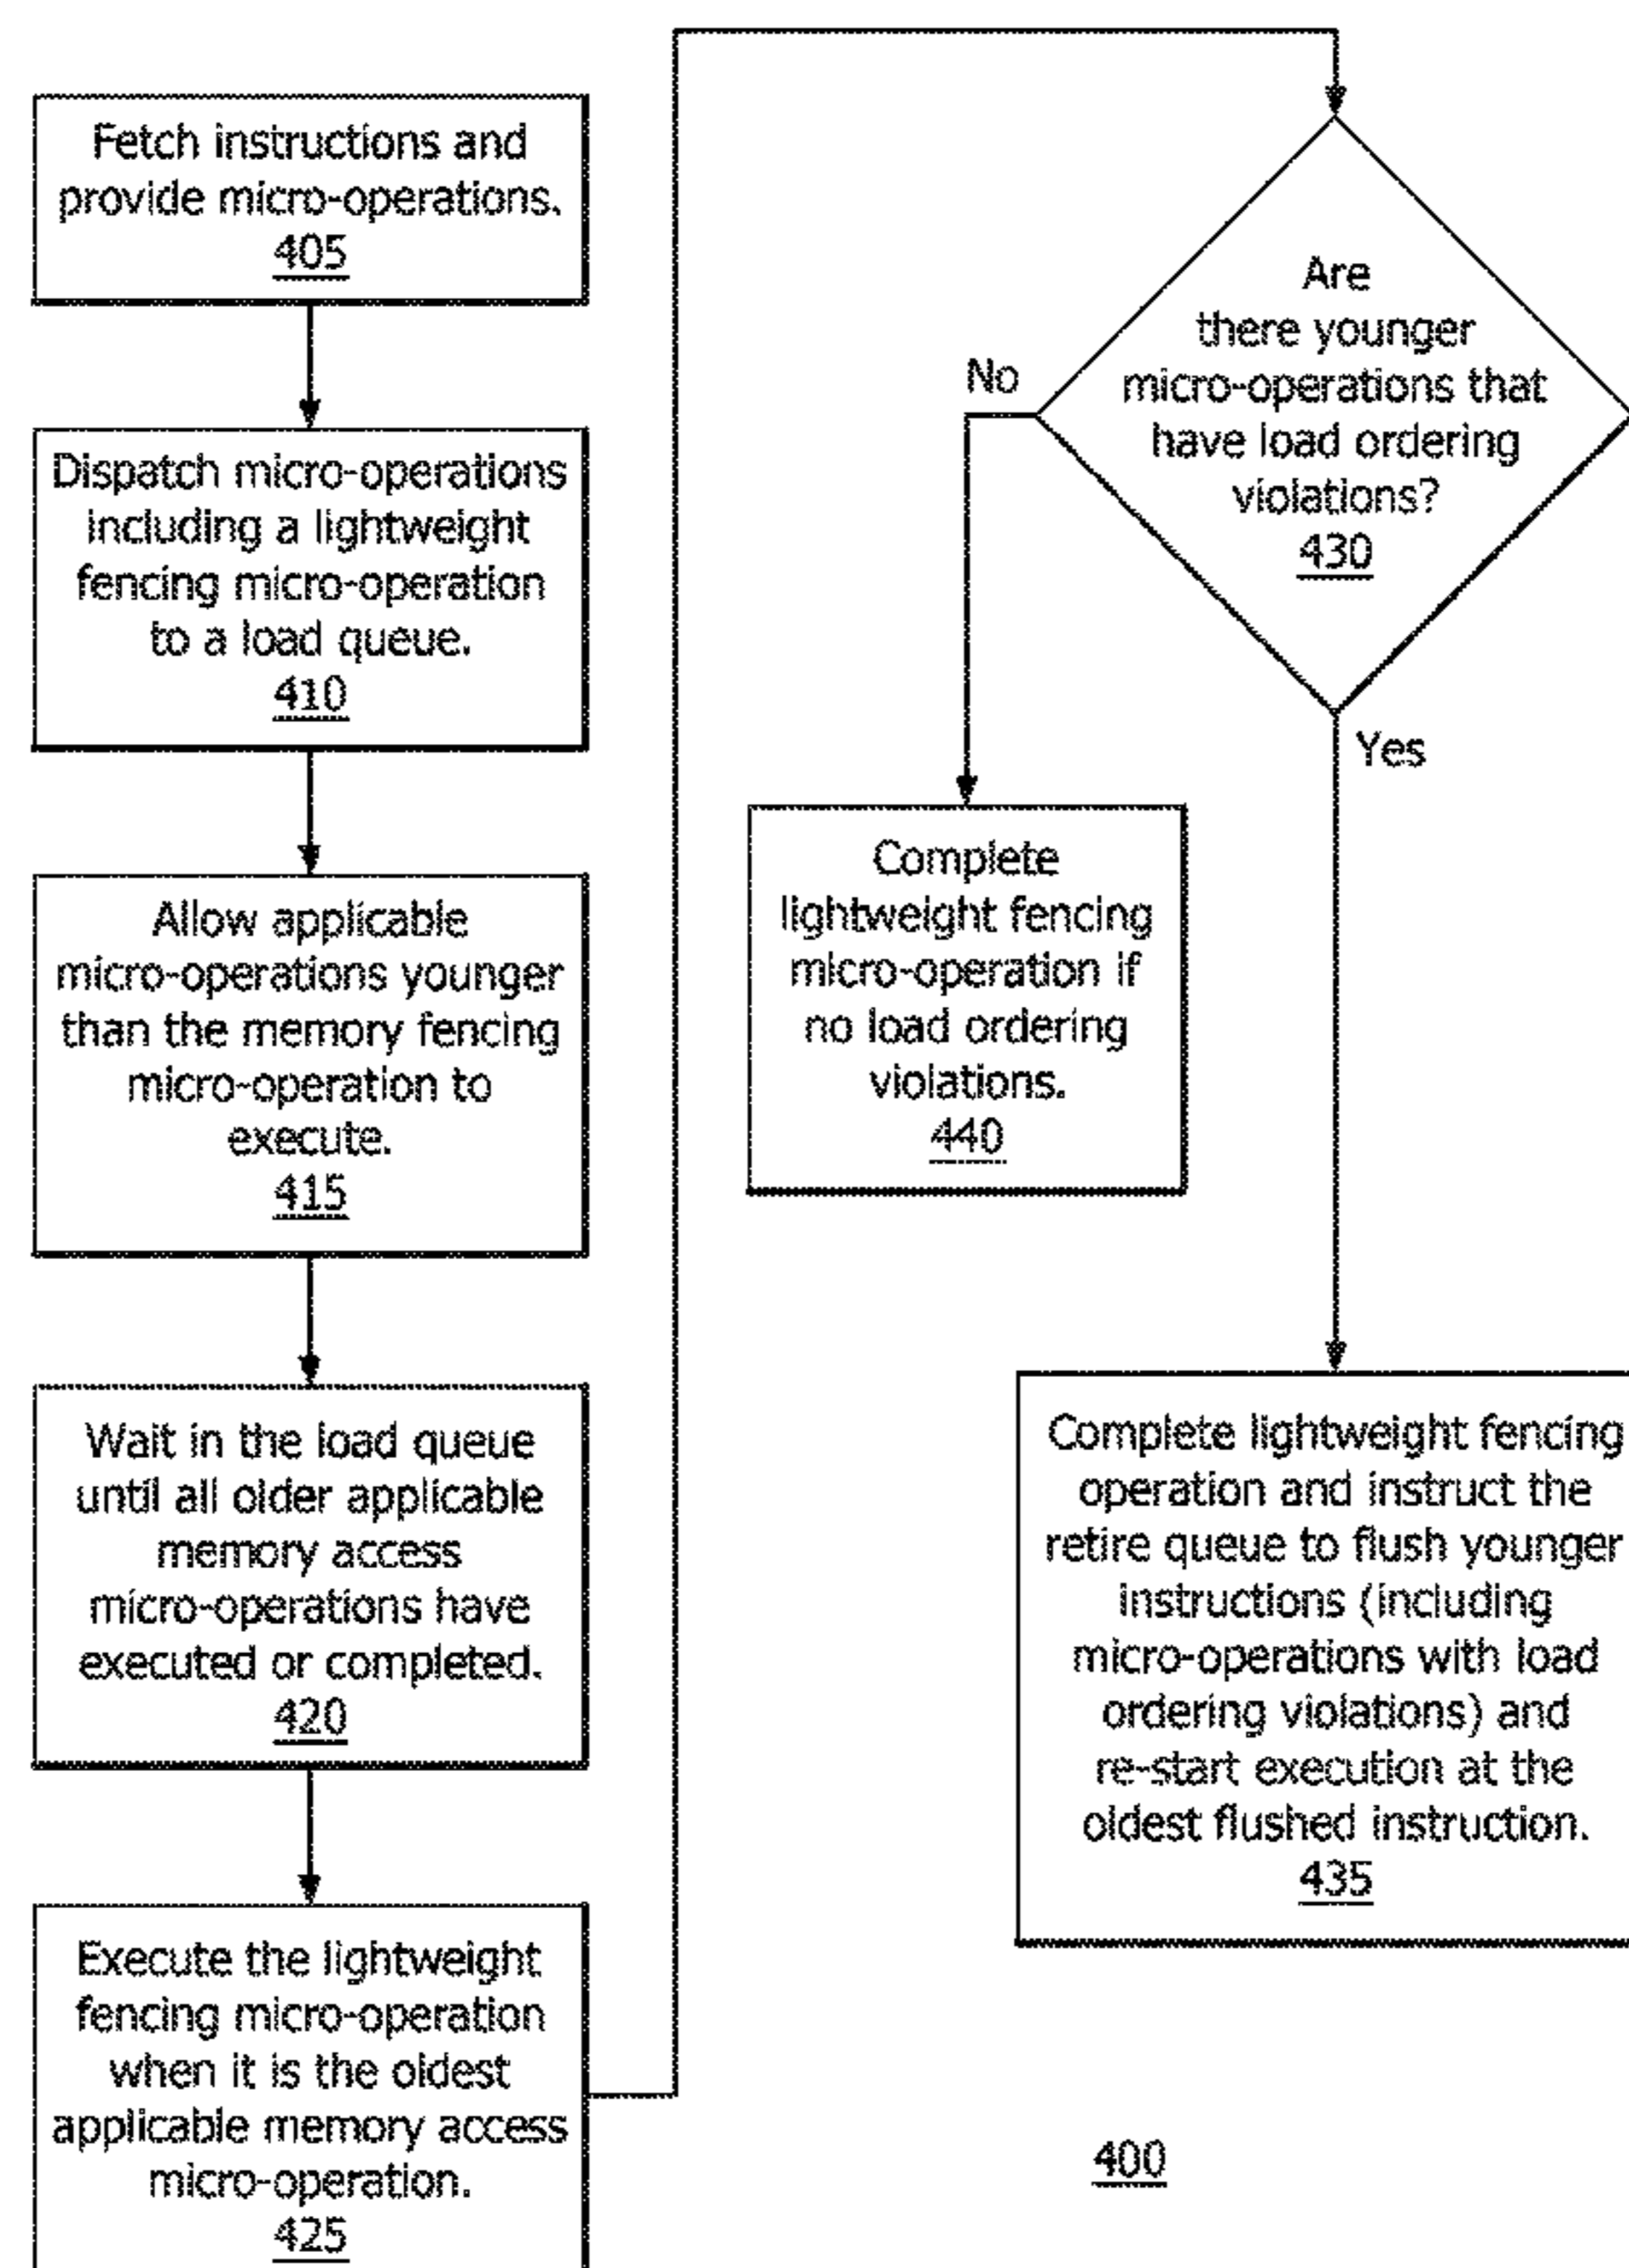 Fetch instructions and
provide micro-operations.
405
Dispatch micro-operations
including a lightweight
fencing micro-operation
to a load queue.
410
Allow applicable
micro-operations younger
than the memory fencing
micro-operation to
execute.
415
Wait in the load queue
until all older applicable
memory access
micro-operations have
executed or completed.
420
Execute the lightweight
fencing micro-operation
when it is the oldest
applicable memory access
micro-operation.
425
Are
there younger
micro-operations that
have load ordering
violations?
430
No
Yes
Complete
lightweight fencing
micro-operation if
no load ordering
violations.
440
Complete lightweight fencing
operation and instruct the
retire queue to flush younger
instructions (including
micro-operations with load
ordering violations) and
re-start execution at the
oldest flushed instruction.
435
400